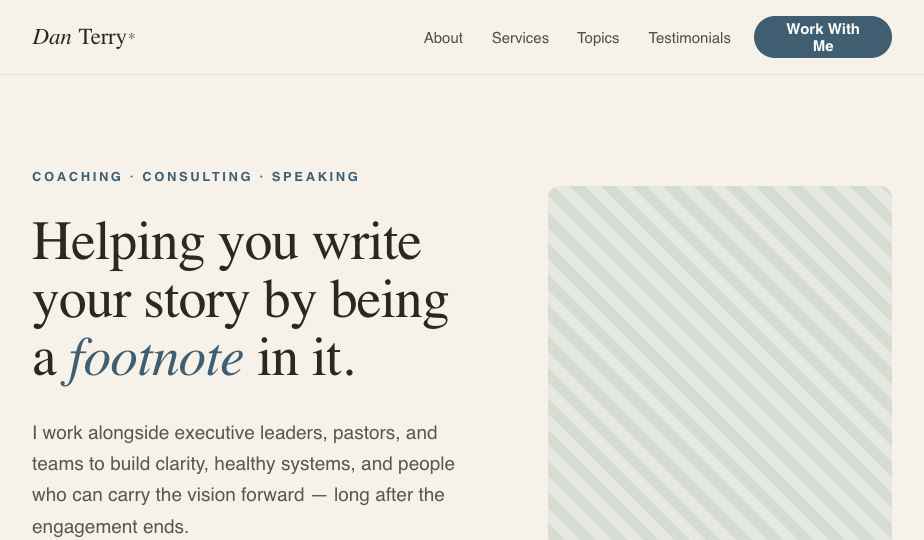 Dan Terry*
About
Services
Topics
Testimonials
Work With
Me
COACHING · CONSULTING · SPEAKING
Helping you write
your story by being
a footnote in it.
I work alongside executive leaders, pastors, and
teams to build clarity, healthy systems, and people
who can carry the vision forward — long after the
engagement ends.